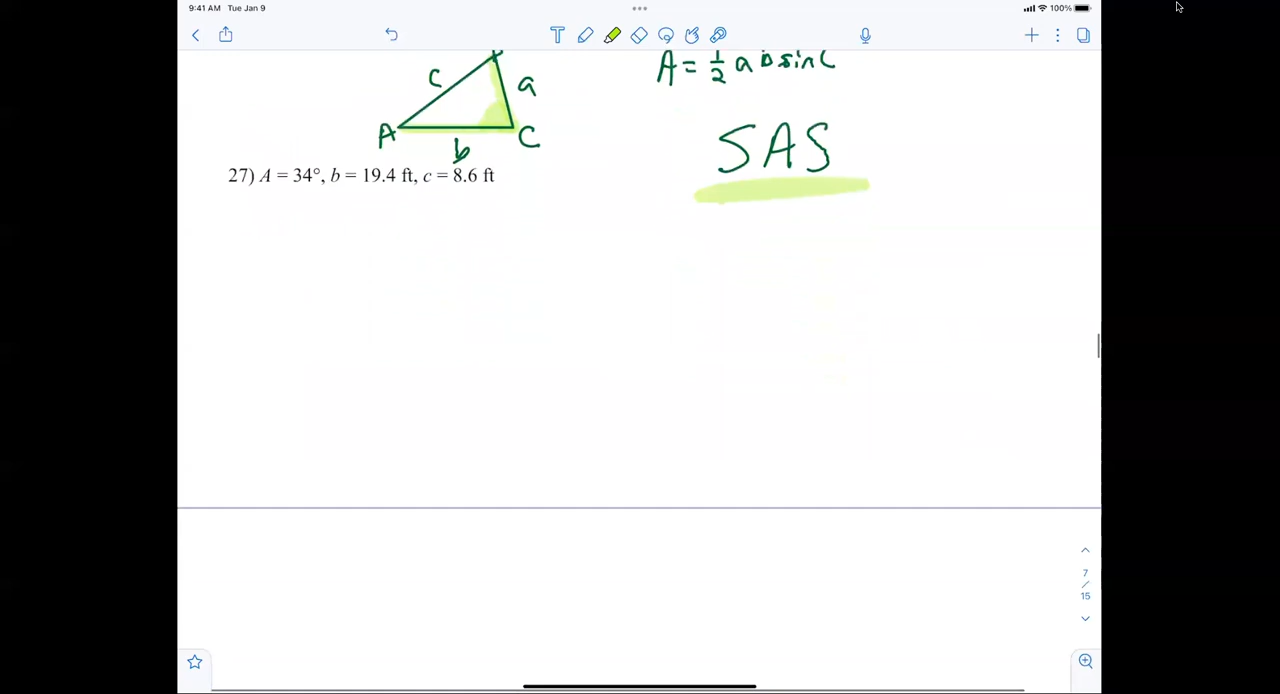 9:41 AM Tue Jan 9
100%
A = 1/2 a b sin C
c
a
A
C
b
SAS
27) A = 34°, b = 19.4 ft, c = 8.6 ft
7
/
15